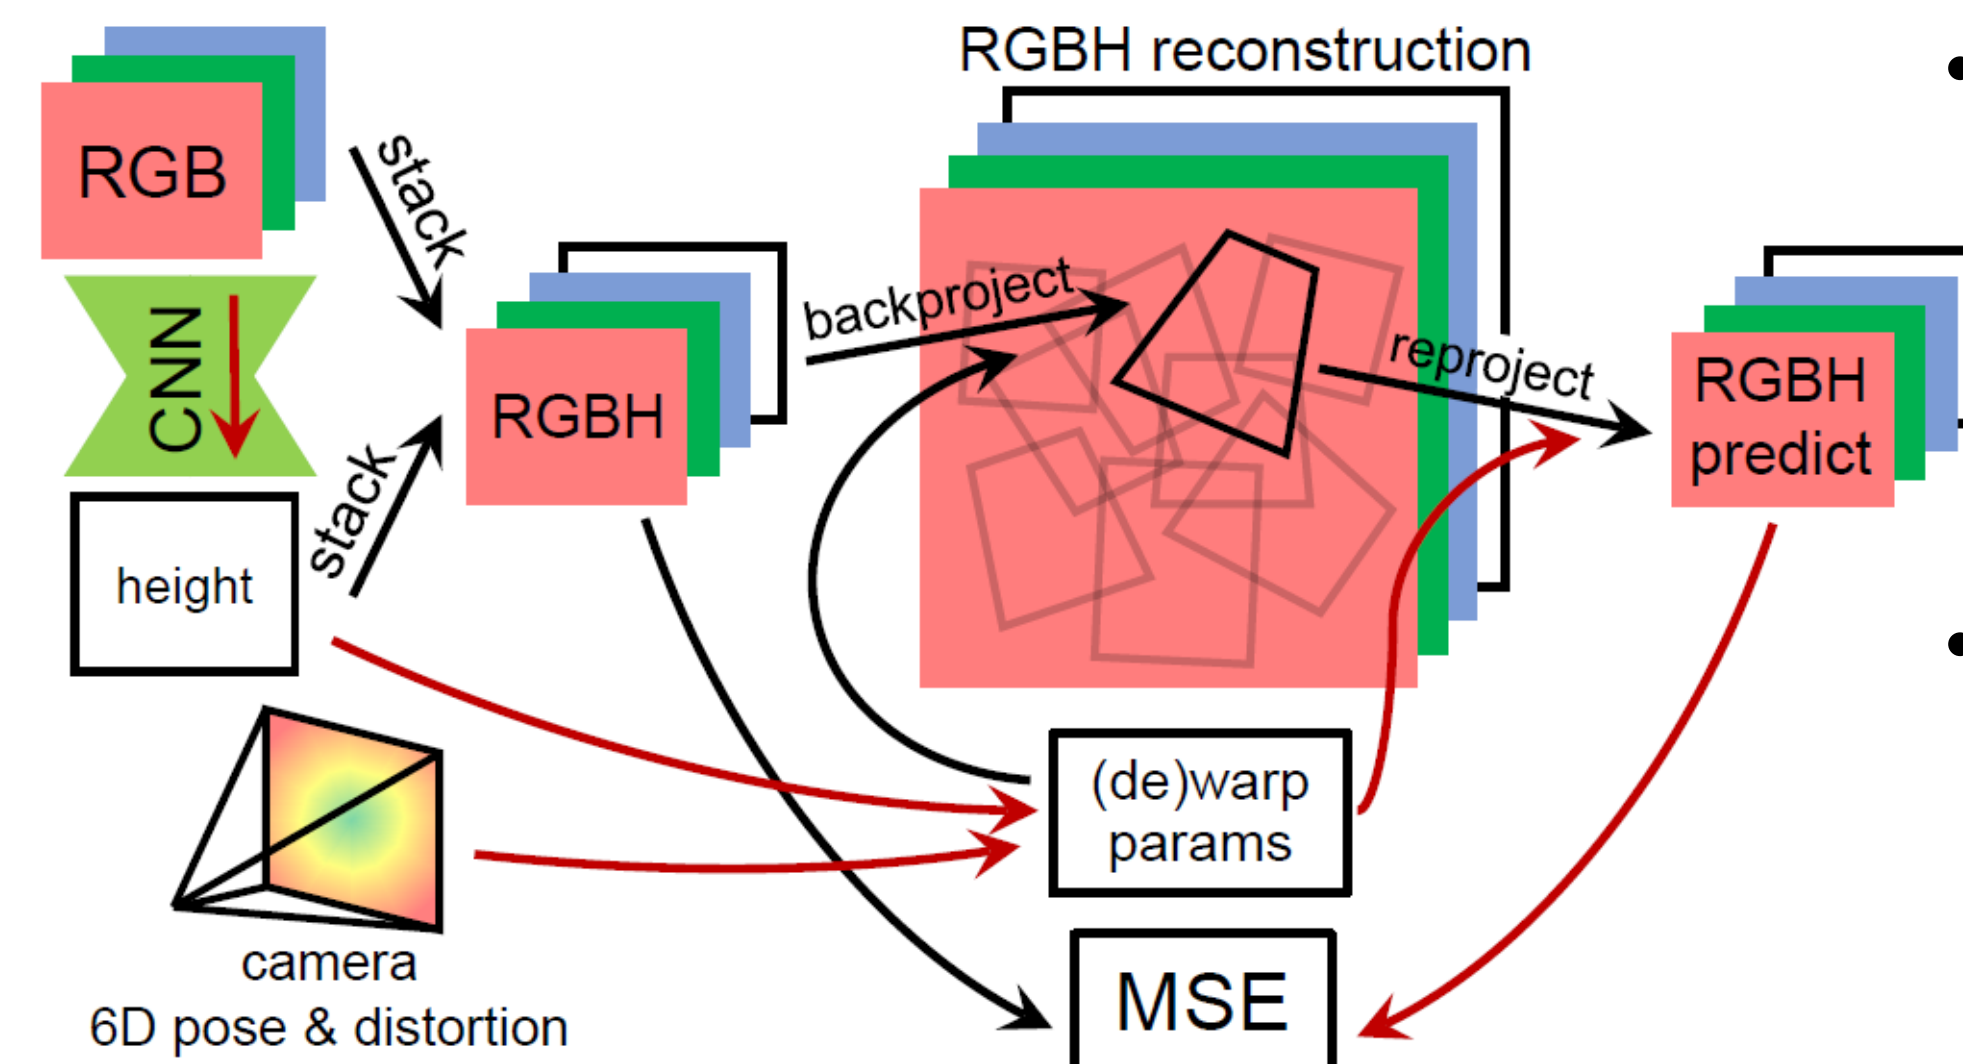 RGBH reconstruction
RGB
stack
CNN
backproject
reproject
RGBH
RGBH
predict
stack
height
(de)warp
params
camera
6D pose & distortion
MSE